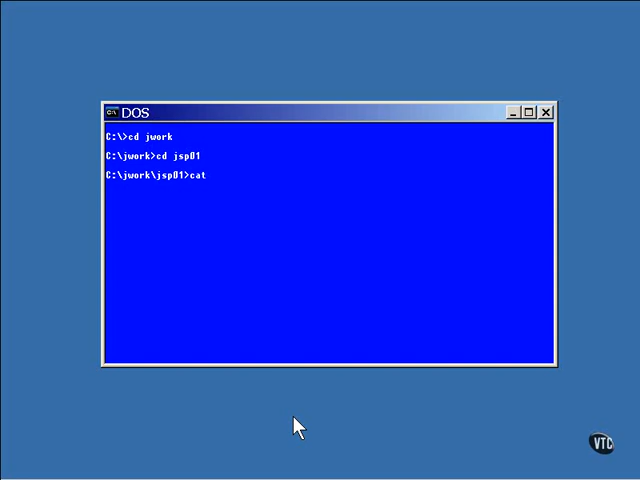 DOS
C:\>cd jwork
C:\jwork>cd jsp01
C:\jwork\jsp01>cat
VTC